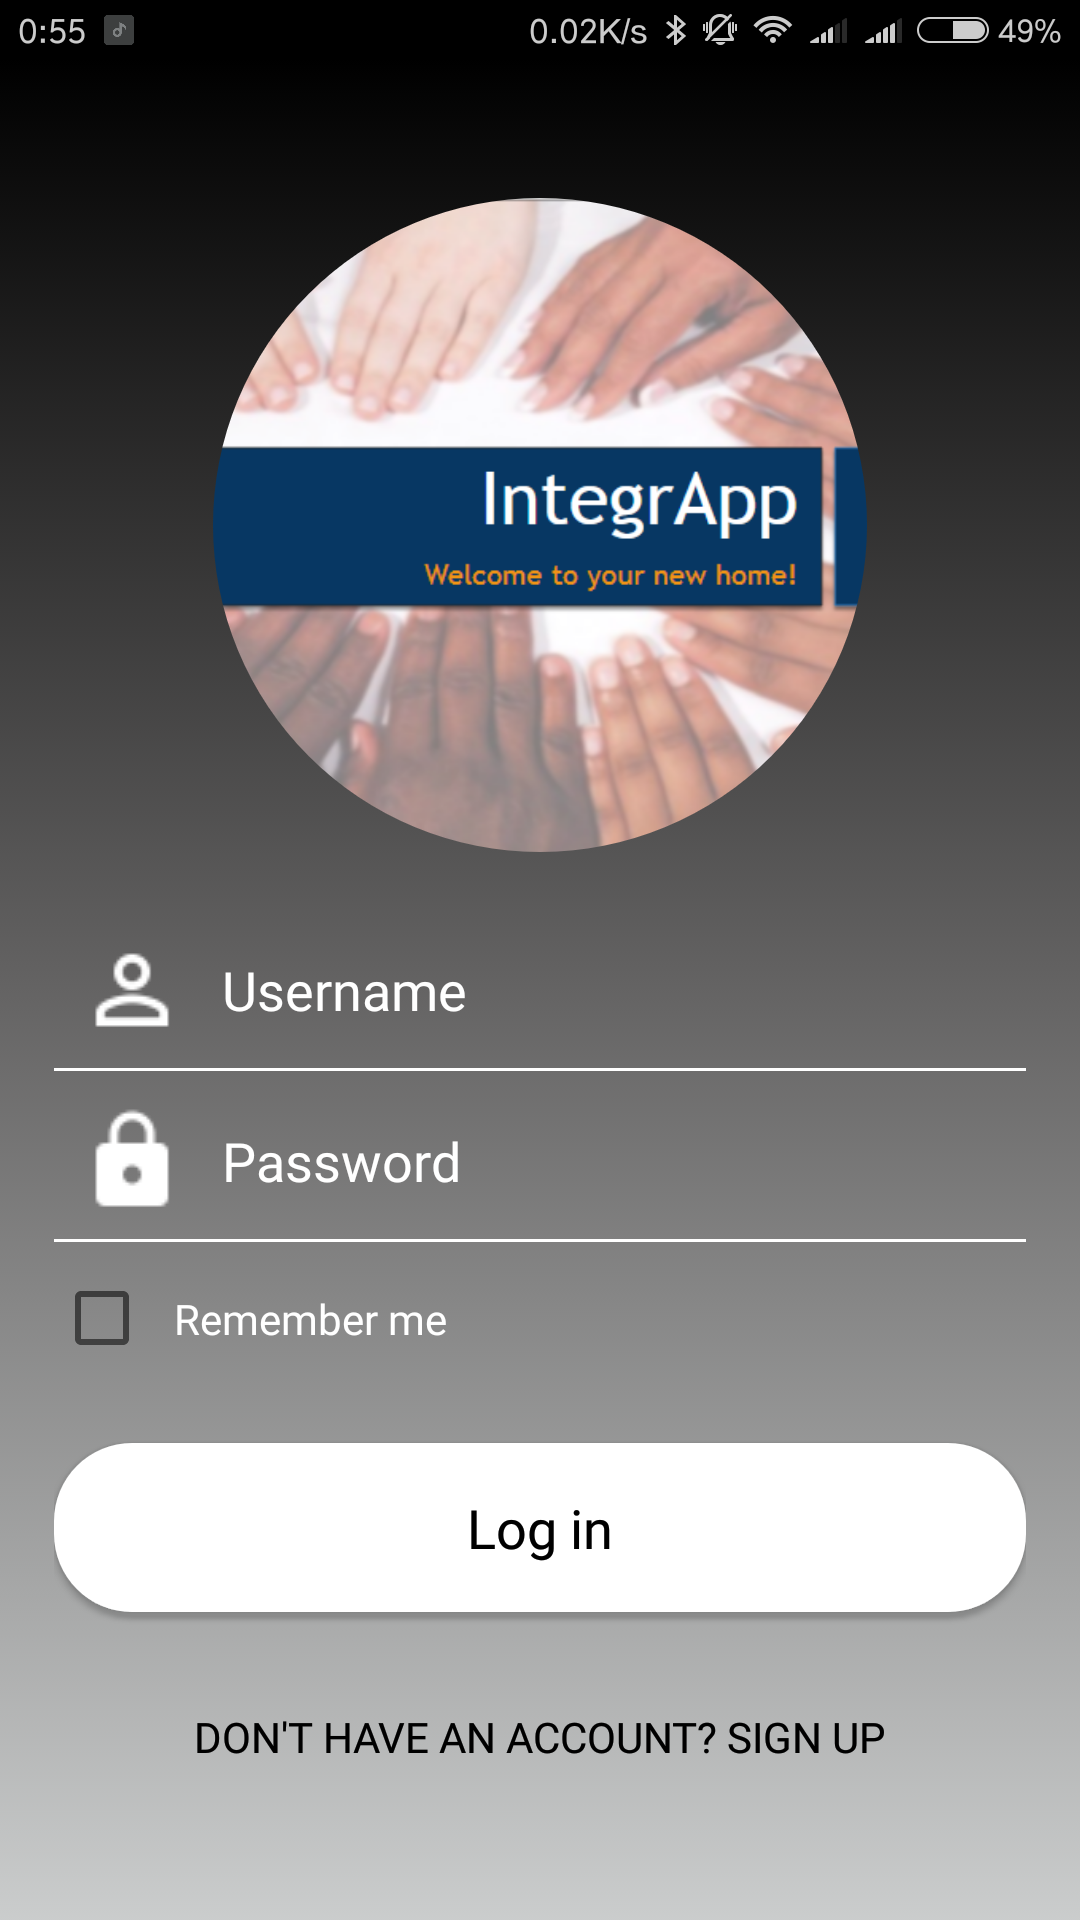 0:55 0.02K/s 49%
IntegrApp
Welcome to your new home!
Username
Password
Remember me
Log in
DON'T HAVE AN ACCOUNT? SIGN UP